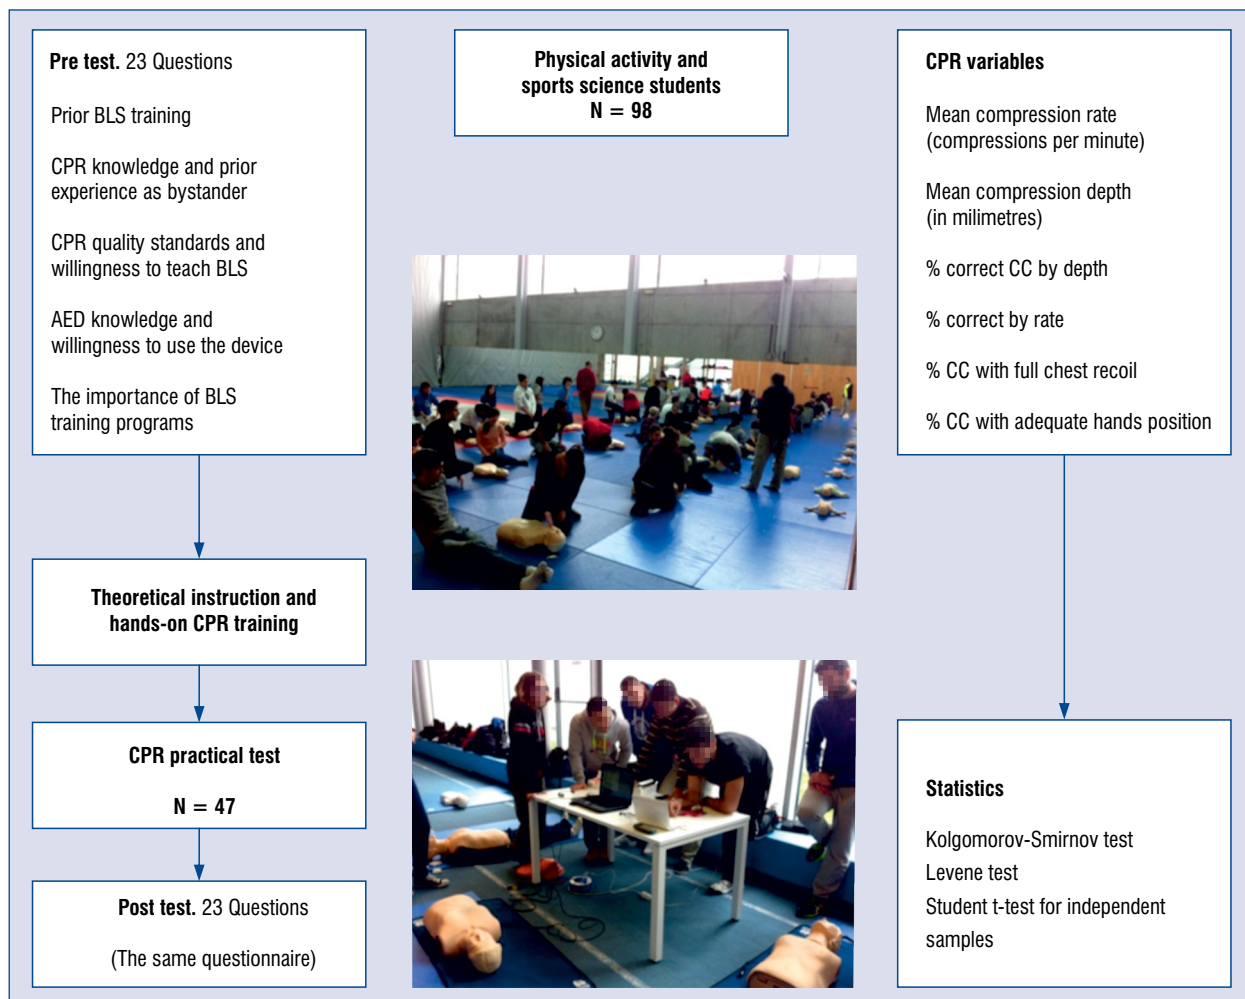 Pre test. 23 Questions
Prior BLS training
CPR knowledge and prior
experience as bystander
CPR quality standards and
willingness to teach BLS
AED knowledge and
willingness to use the device
The importance of BLS
training programs
Theoretical instruction and
hands-on CPR training
CPR practical test
N = 47
Post test. 23 Questions
(The same questionnaire)
Physical activity and
sports science students
N = 98
CPR variables
Mean compression rate
(compressions per minute)
Mean compression depth
(in milimetres)
% correct CC by depth
% correct by rate
% CC with full chest recoil
% CC with adequate hands position
Statistics
Kolgomorov-Smirnov test
Levene test
Student t-test for independent
samples